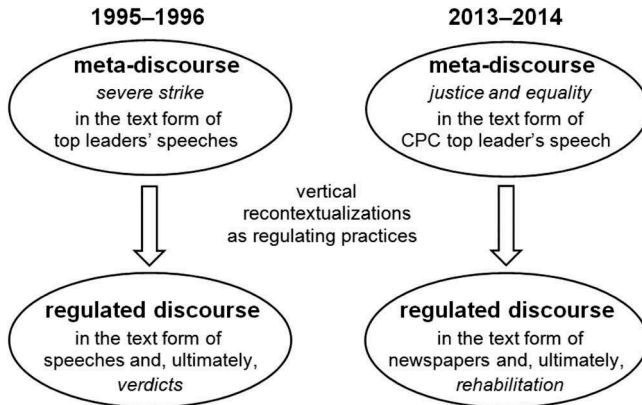 1995–1996
meta-discourse
severe strike
in the text form of
top leaders' speeches
2013–2014
meta-discourse
justice and equality
in the text form of
CPC top leader's speech
vertical
recontextualizations
as regulating practices
regulated discourse
in the text form of
speeches and, ultimately,
verdicts
regulated discourse
in the text form of
newspapers and, ultimately,
rehabilitation